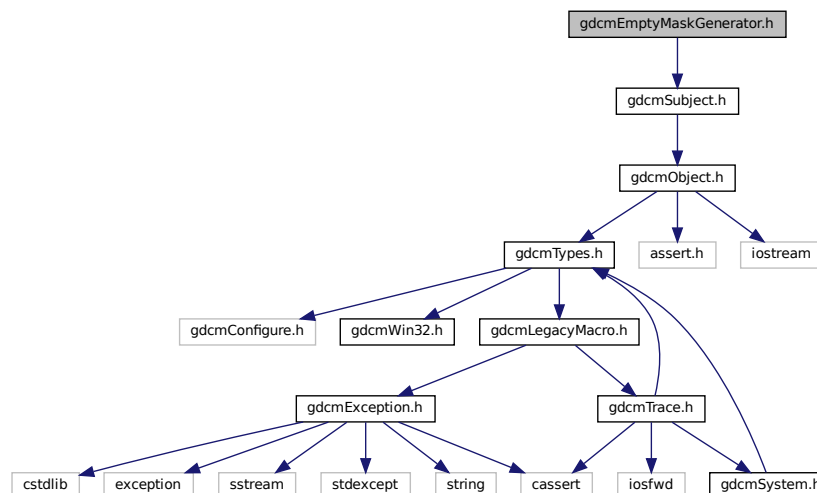 gdcmEmptyMaskGenerator.h
gdcmSubject.h
gdcmObject.h
gdcmTypes.h
assert.h
iostream
gdcmConfigure.h
gdcmWin32.h
gdcmLegacyMacro.h
gdcmException.h
gdcmTrace.h
cstdlib
exception
sstream
stdexcept
string
cassert
iosfwd
gdcmSystem.h